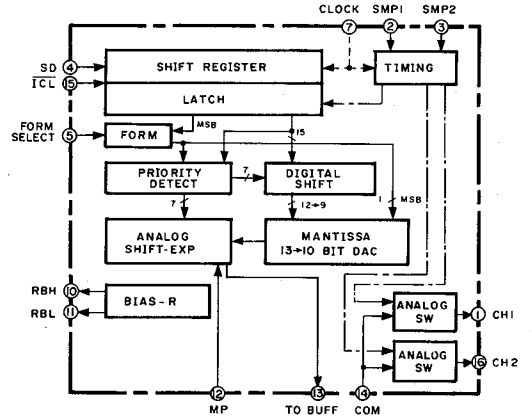 CLOCK SMP1 SMP2
7 2 3
SD 4 SHIFT REGISTER TIMING
ICL 15
LATCH
MSB 15
FORM SELECT 5 FORM
PRIORITY DETECT 7 DIGITAL SHIFT
7 12→9 1 MSB
ANALOG SHIFT-EXP MANTISSA 13→10 BIT DAC
RBH 10 BIAS-R ANALOG SW 1 CH1
RBL 11
ANALOG SW 16 CH2
12 13 14
MP TO BUFF COM